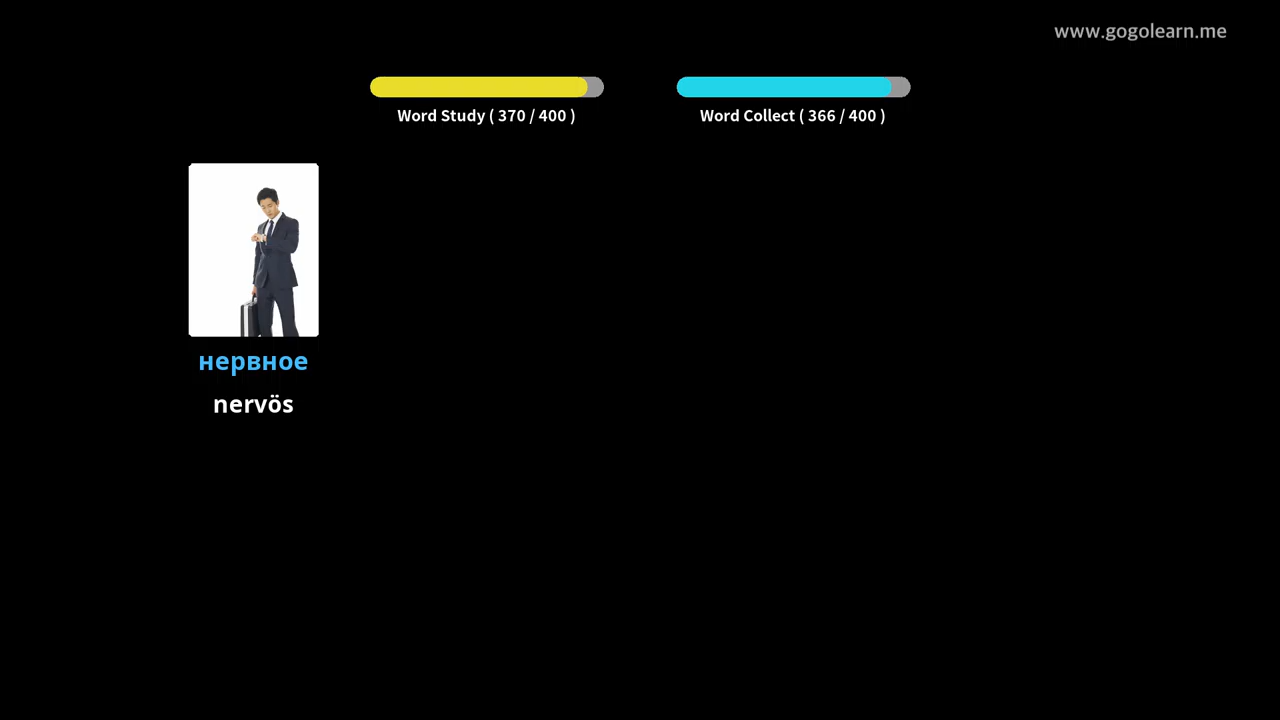 www.gogolearn.me
Word Study ( 370 / 400 )
Word Collect ( 366 / 400 )
нервное
nervös